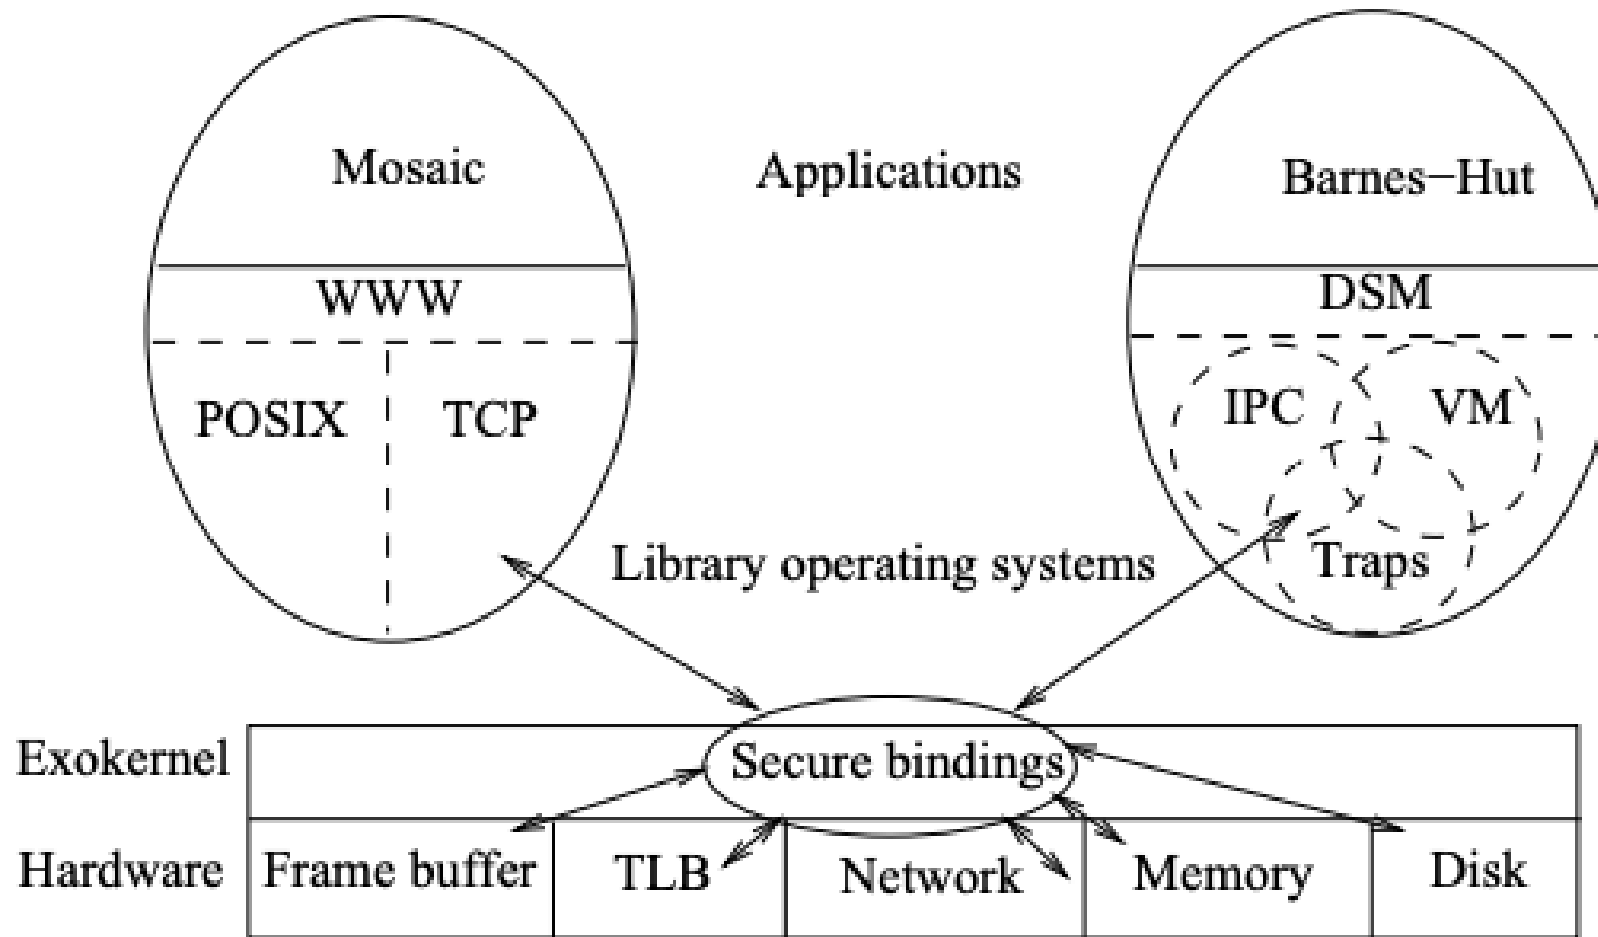 Mosaic
Applications
Barnes−Hut
WWW
DSM
POSIX
TCP
IPC
VM
Library operating systems
Traps
Exokernel
Secure bindings
Hardware
Frame buffer
TLB
Network
Memory
Disk